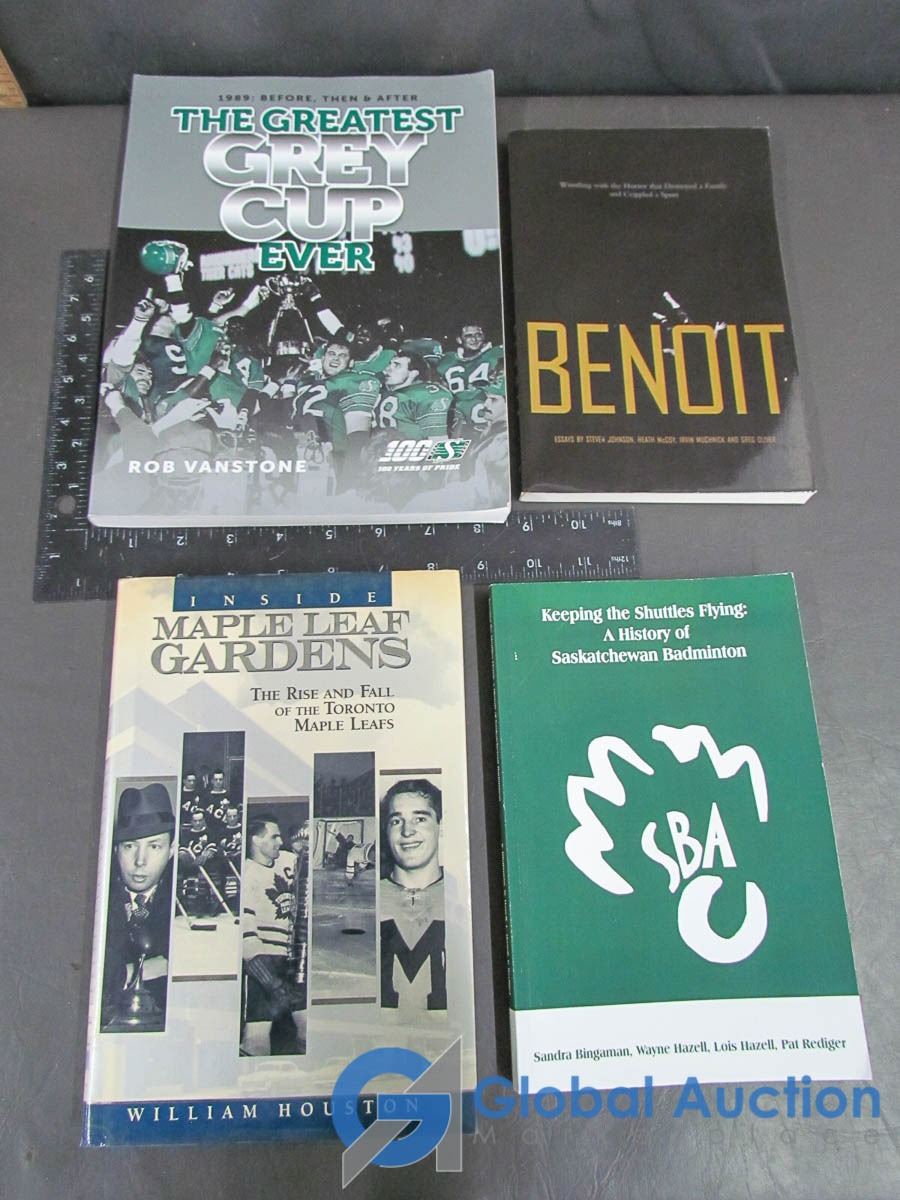 1989: BEFORE, THEN & AFTER
THE GREATEST
GREY
CUP
EVER
ROB VANSTONE
100
100 YEARS OF PRIDE
Wrestling with the Horror that Destroyed a Family
and Crippled a Sport
BENOIT
ESSAYS BY STEVEN JOHNSON, HEATH McCOY, IRVIN MUCHNICK AND GREG OLIVER
INSIDE
MAPLE LEAF
GARDENS
THE RISE AND FALL
OF THE TORONTO
MAPLE LEAFS
M
WILLIAM HOUSTON
Keeping the Shuttles Flying:
A History of
Saskatchewan Badminton
SBA
Sandra Bingaman, Wayne Hazell, Lois Hazell, Pat Rediger
Global Auction
Marketplace